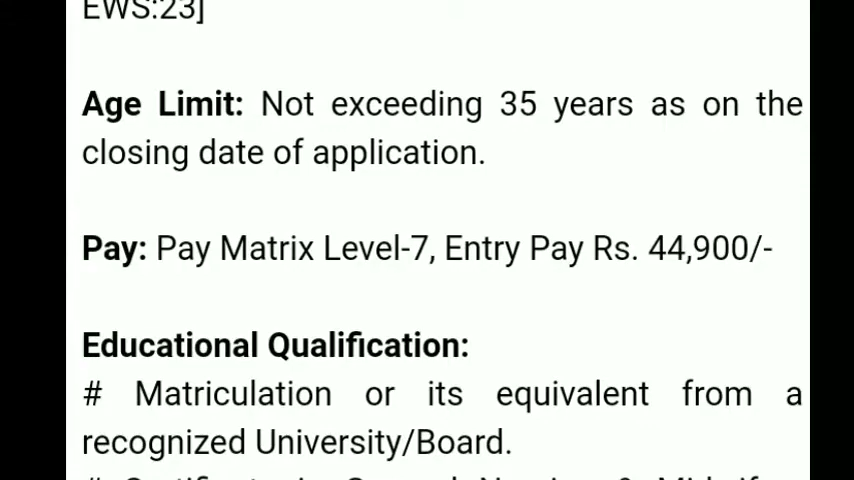 EWS:23]
Age Limit: Not exceeding 35 years as on the
closing date of application.
Pay: Pay Matrix Level-7, Entry Pay Rs. 44,900/-
Educational Qualification:
# Matriculation or its equivalent from a
recognized University/Board.